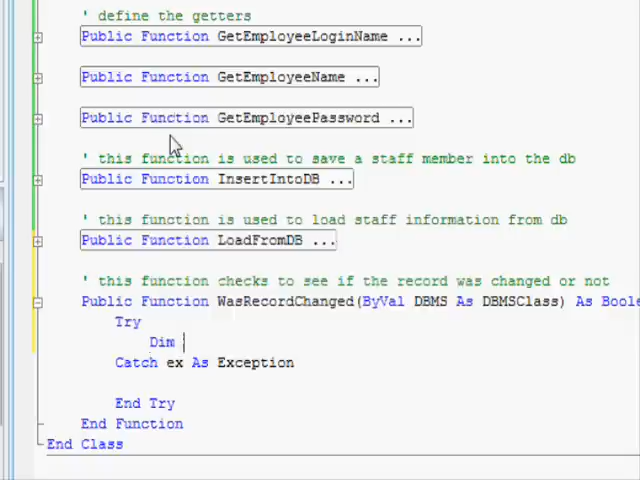 ' define the getters
Public Function GetEmployeeLoginName ...
Public Function GetEmployeeName ...
Public Function GetEmployeePassword ...
' this function is used to save a staff member into the db
Public Function InsertIntoDB ...
' this function is used to load staff information from db
Public Function LoadFromDB ...
' this function checks to see if the record was changed or not
Public Function WasRecordChanged(ByVal DBMS As DBMSClass) As Boole
Try
Dim
Catch ex As Exception
End Try
End Function
End Class